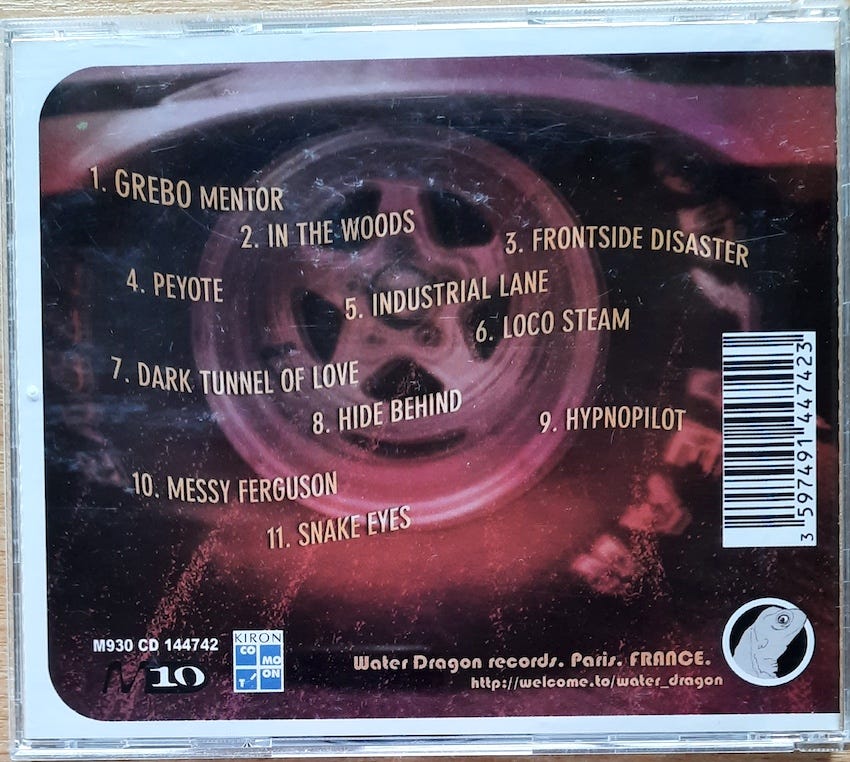 1. GREBO MENTOR
2. IN THE WOODS
3. FRONTSIDE DISASTER
4. PEYOTE
5. INDUSTRIAL LANE
6. LOCO STEAM
7. DARK TUNNEL OF LOVE
8. HIDE BEHIND
9. HYPNOPILOT
10. MESSY FERGUSON
11. SNAKE EYES
3 597491 447423
M930 CD 144742
M10
KIRON
CO
MO
T
ON
Water Dragon records. Paris. FRANCE.
http://welcome.to/water_dragon